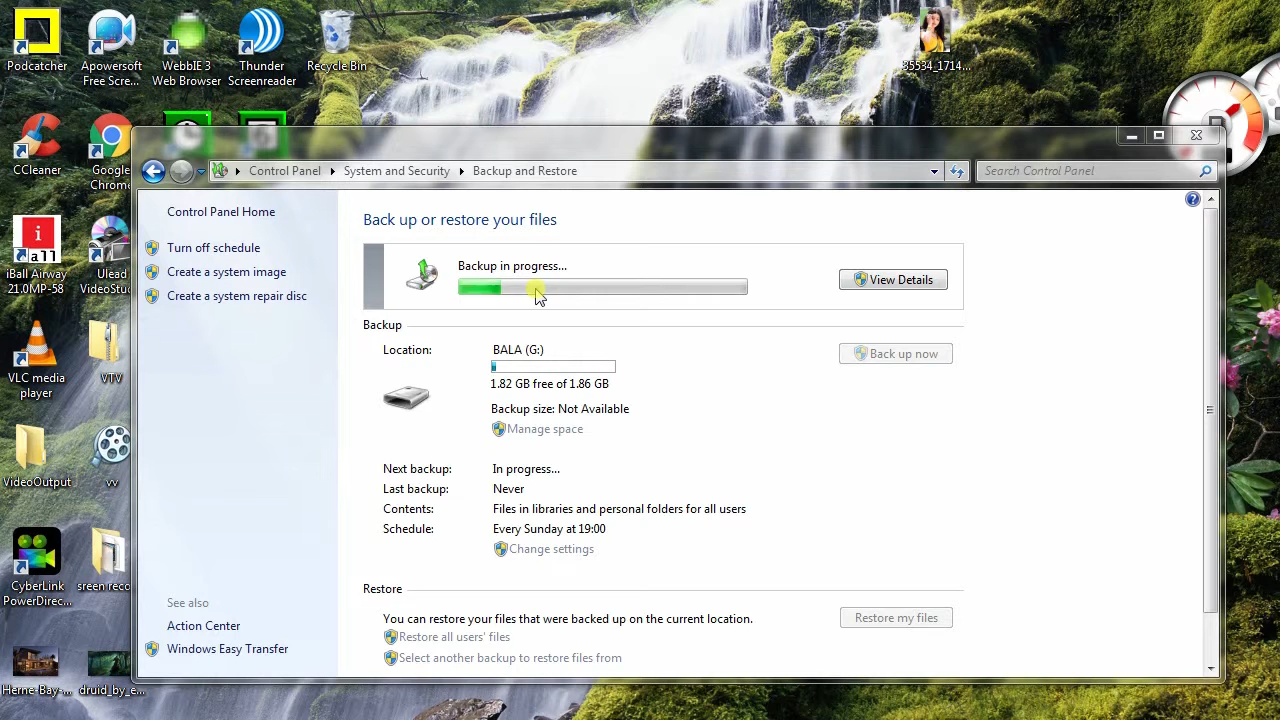 Podcatcher
Apowersoft
Free Scre...
WebbIE 3
Web Browser
Thunder
Screenreader
Recycle Bin
35534_1714...
CCleaner
Google
Chrome
i
all
iBall Airway
21.0MP-58
Ulead
VideoStu
VLC media
player
VTV
VideoOutput
vv
CyberLink
PowerDirec...
sreen reco
Herne-Bay-...
druid_by_e...
Control Panel
System and Security
Backup and Restore
Search Control Panel
Control Panel Home
Turn off schedule
Create a system image
Create a system repair disc
See also
Action Center
Windows Easy Transfer
Back up or restore your files
Backup in progress...
View Details
Backup
Location:
BALA (G:)
Back up now
1.82 GB free of 1.86 GB
Backup size: Not Available
Manage space
Next backup:
In progress...
Last backup:
Never
Contents:
Files in libraries and personal folders for all users
Schedule:
Every Sunday at 19:00
Change settings
Restore
You can restore your files that were backed up on the current location.
Restore my files
Restore all users' files
Select another backup to restore files from